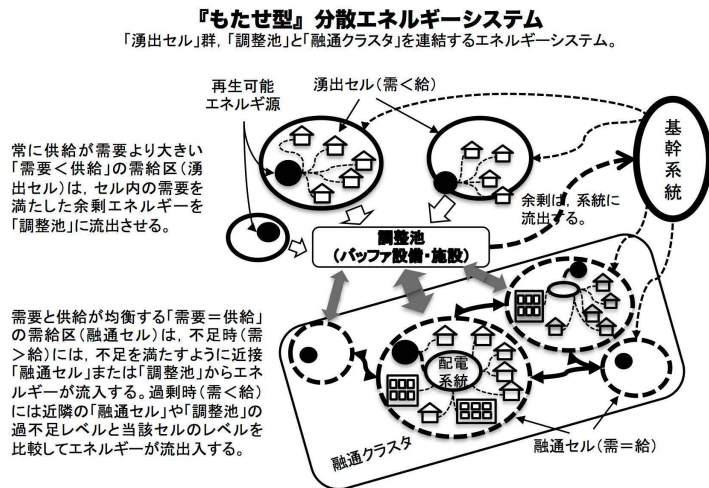 『もたせ型』分散エネルギーシステム
「湧出セル」群,「調整池」と「融通クラスタ」を連結するエネルギーシステム。
再生可能
エネルギ源
湧出セル(需<給)
基幹系統
常に供給が需要より大きい
「需要<供給」の需給区(湧
出セル)は, セル内の需要を
満たした余剰エネルギーを
「調整池」に流出させる。
余剰は, 系統に
流出する。
調整池
(バッファ設備・施設)
需要と供給が均衡する「需要=供給」
の需給区(融通セル)は, 不足時(需
>給)には, 不足を満たすように近接
「融通セル」または「調整池」からエネ
ルギーが流入する。過剰時(需<給)
には近隣の「融通セル」や「調整池」の
過不足レベルと当該セルのレベルを
比較してエネルギーが流出入する。
配電
系統
融通クラスタ
融通セル(需=給)